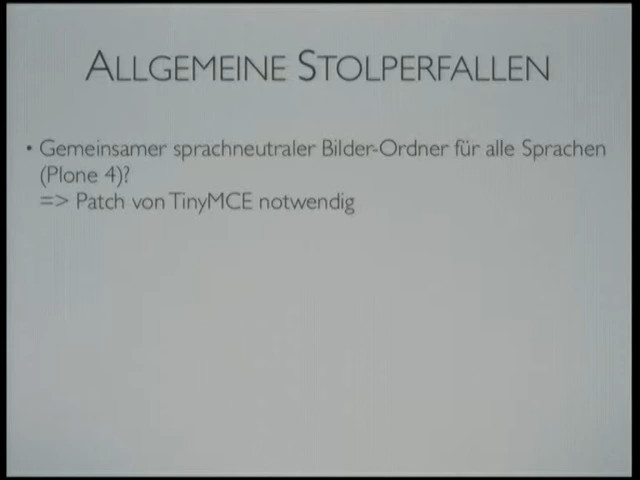 ALLGEMEINE STOLPERFALLEN
• Gemeinsamer sprachneutraler Bilder-Ordner für alle Sprachen
(Plone 4)?
=> Patch von TinyMCE notwendig